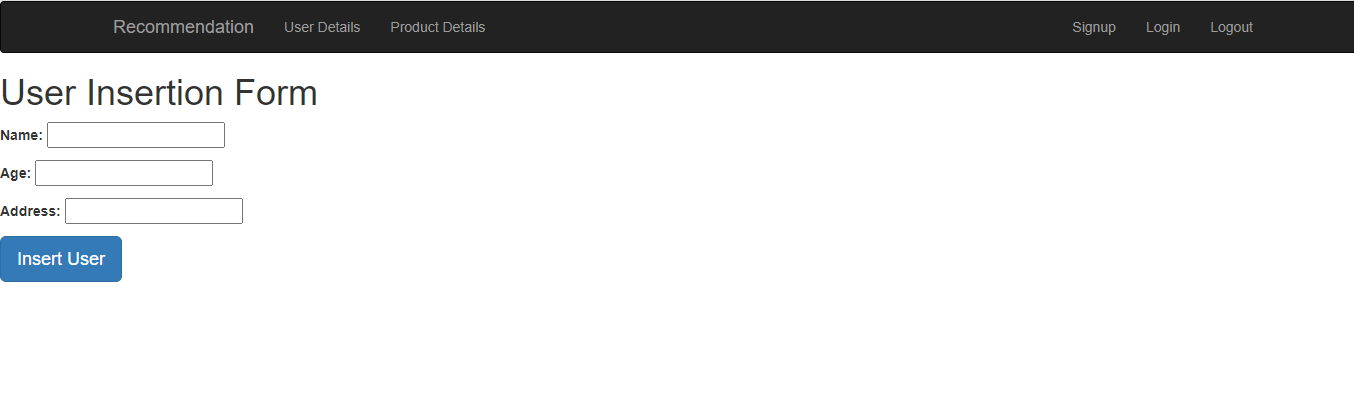 Recommendation User Details Product Details Signup Login Logout
User Insertion Form
Name:
Age:
Address:
Insert User